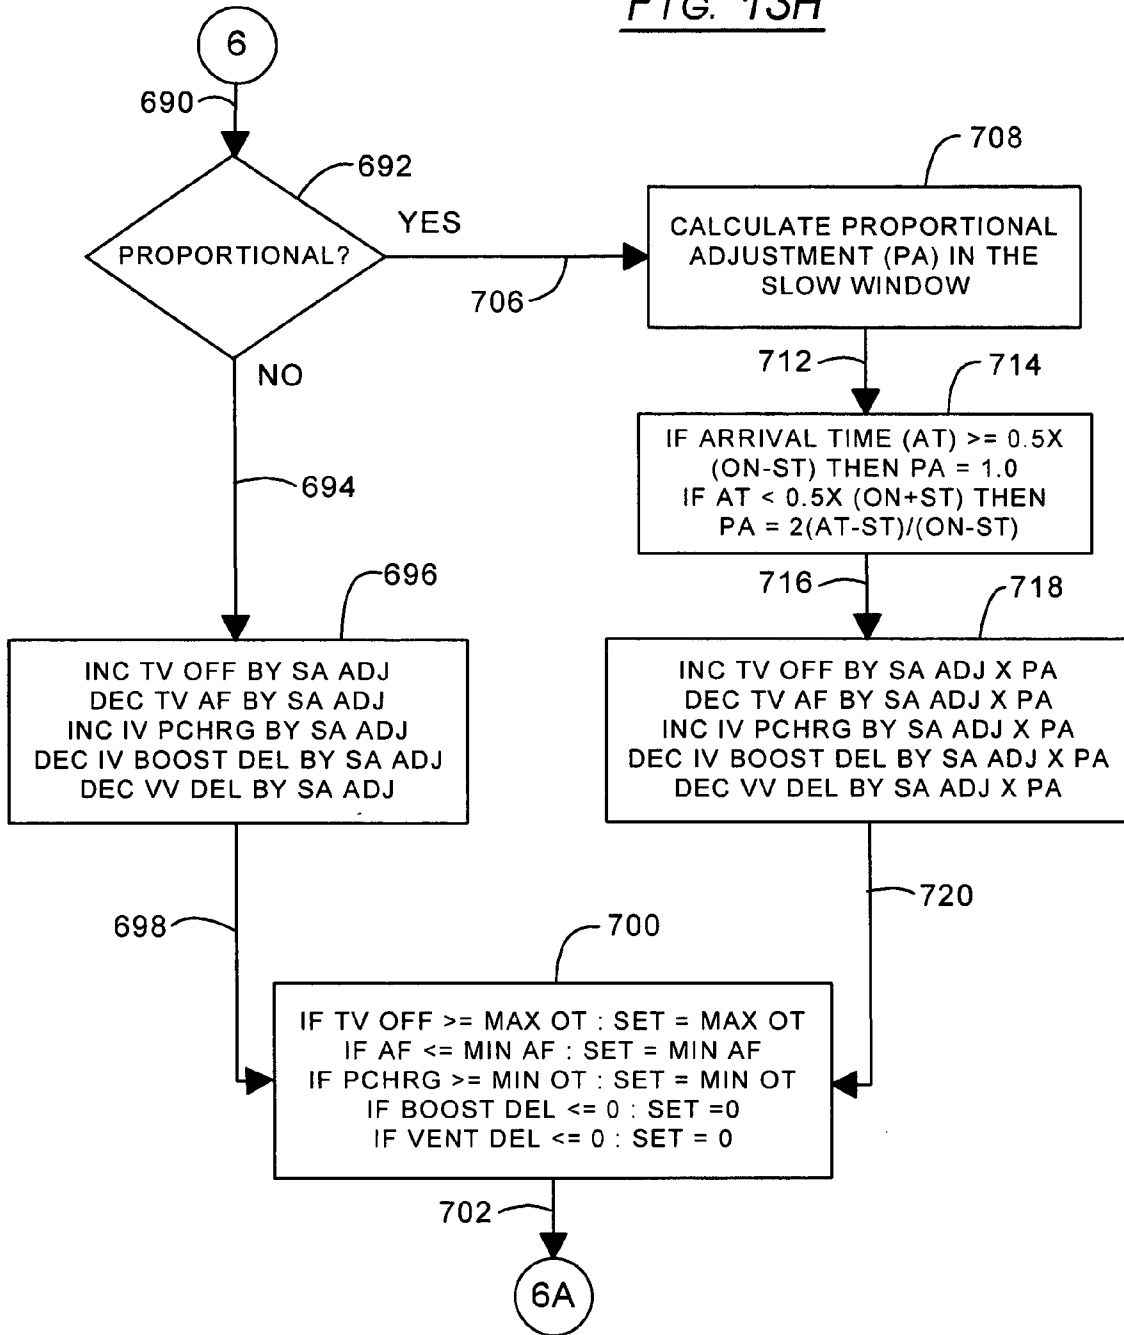 FIG. 13H
6
690
692
PROPORTIONAL?
YES
706
708
CALCULATE PROPORTIONAL
ADJUSTMENT (PA) IN THE
SLOW WINDOW
712
714
IF ARRIVAL TIME (AT) >= 0.5X
(ON-ST) THEN PA = 1.0
IF AT < 0.5X (ON+ST) THEN
PA = 2(AT-ST)/(ON-ST)
NO
694
696
INC TV OFF BY SA ADJ
DEC TV AF BY SA ADJ
INC IV PCHRG BY SA ADJ
DEC IV BOOST DEL BY SA ADJ
DEC VV DEL BY SA ADJ
716
718
INC TV OFF BY SA ADJ X PA
DEC TV AF BY SA ADJ X PA
INC IV PCHRG BY SA ADJ X PA
DEC IV BOOST DEL BY SA ADJ X PA
DEC VV DEL BY SA ADJ X PA
698
720
700
IF TV OFF >= MAX OT : SET = MAX OT
IF AF <= MIN AF : SET = MIN AF
IF PCHRG >= MIN OT : SET = MIN OT
IF BOOST DEL <= 0 : SET =0
IF VENT DEL <= 0 : SET = 0
702
6A